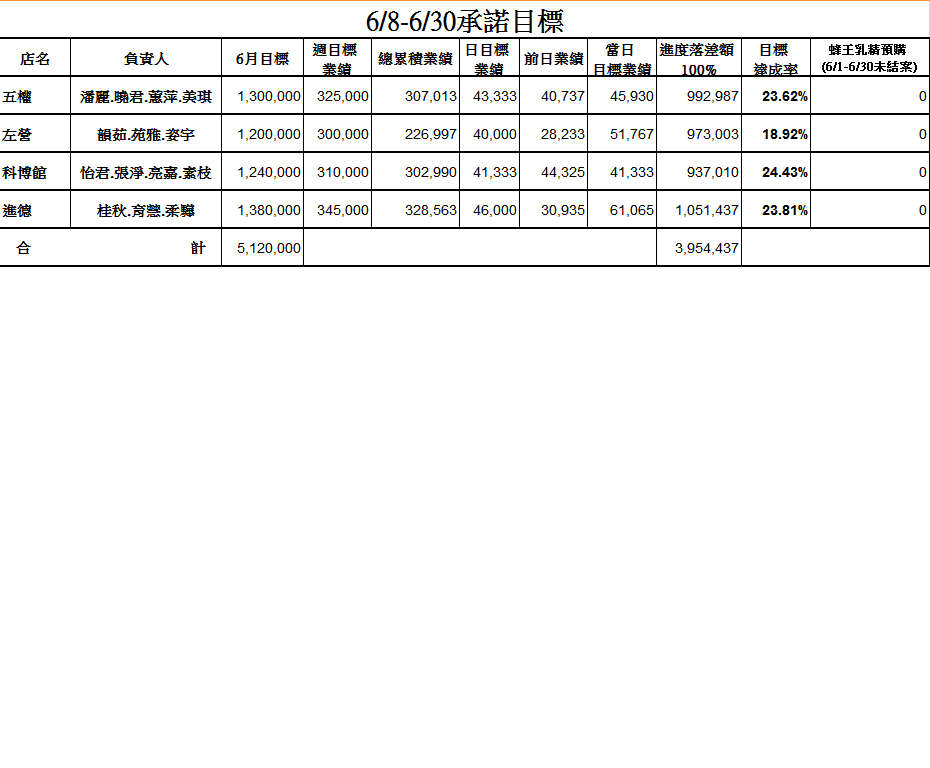 6/8-6/30承諾目標
店名 負責人 6月目標 週目標業績 總累積業績 日目標業績 前日業績 當日目標業績 進度落差額100% 目標達成率 蜂王乳精預購(6/1-6/30未結案)
五權 潘麗.曉君.蕙萍.美琪 1,300,000 325,000 307,013 43,333 40,737 45,930 992,987 23.62% 0
左營 韻茹.苑雅.姿宇 1,200,000 300,000 226,997 40,000 28,233 51,767 973,003 18.92% 0
科博館 怡君.張淨.亮嘉.素枝 1,240,000 310,000 302,990 41,333 44,325 41,333 937,010 24.43% 0
進德 桂秋.育慧.柔驊 1,380,000 345,000 328,563 46,000 30,935 61,065 1,051,437 23.81% 0
合 計 5,120,000 3,954,437